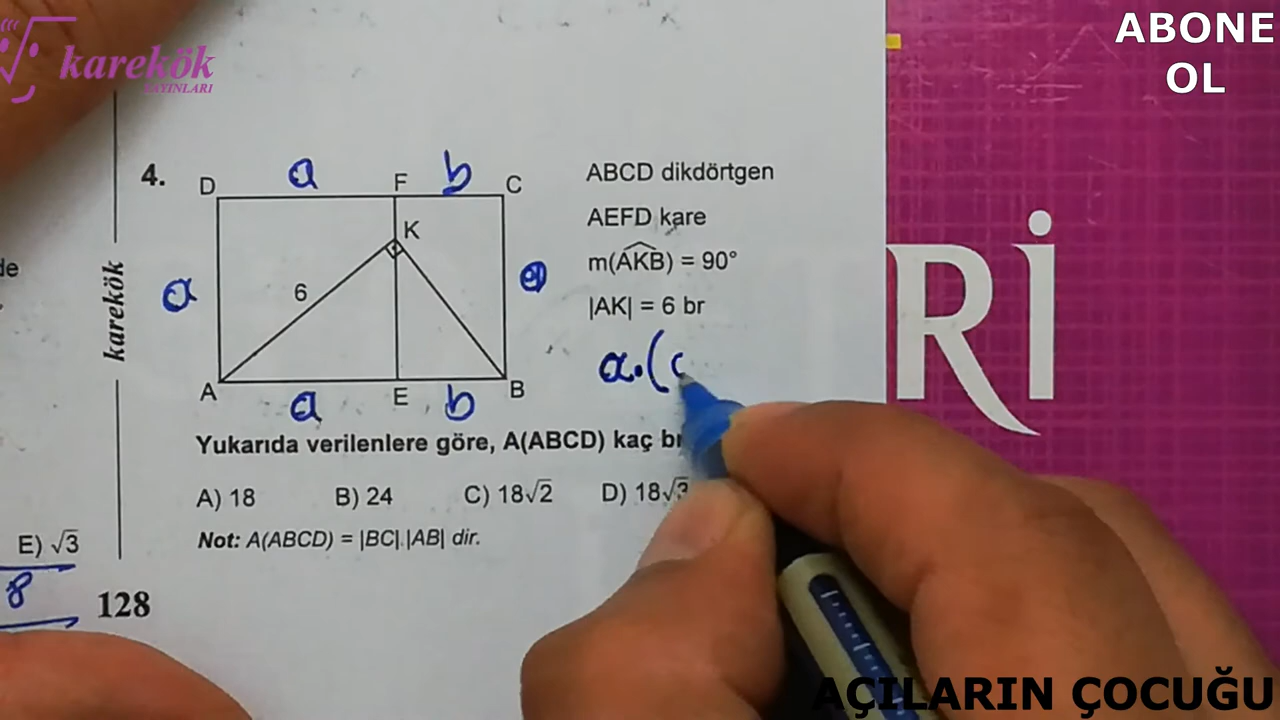 karekök
YAYINLARI
ABONE
OL
4.
D a F b C
K
6
a a
A a E b B
ABCD dikdörtgen
AEFD kare
m(AKB) = 90°
|AK| = 6 br
a.(
Yukarıda verilenlere göre, A(ABCD) kaç
A) 18 B) 24 C) 18√2 D) 18√3
Not: A(ABCD) = |BC|.|AB| dir.
karekök
de
E) √3
8
128
Rİ
AÇILARIN ÇOCUĞU